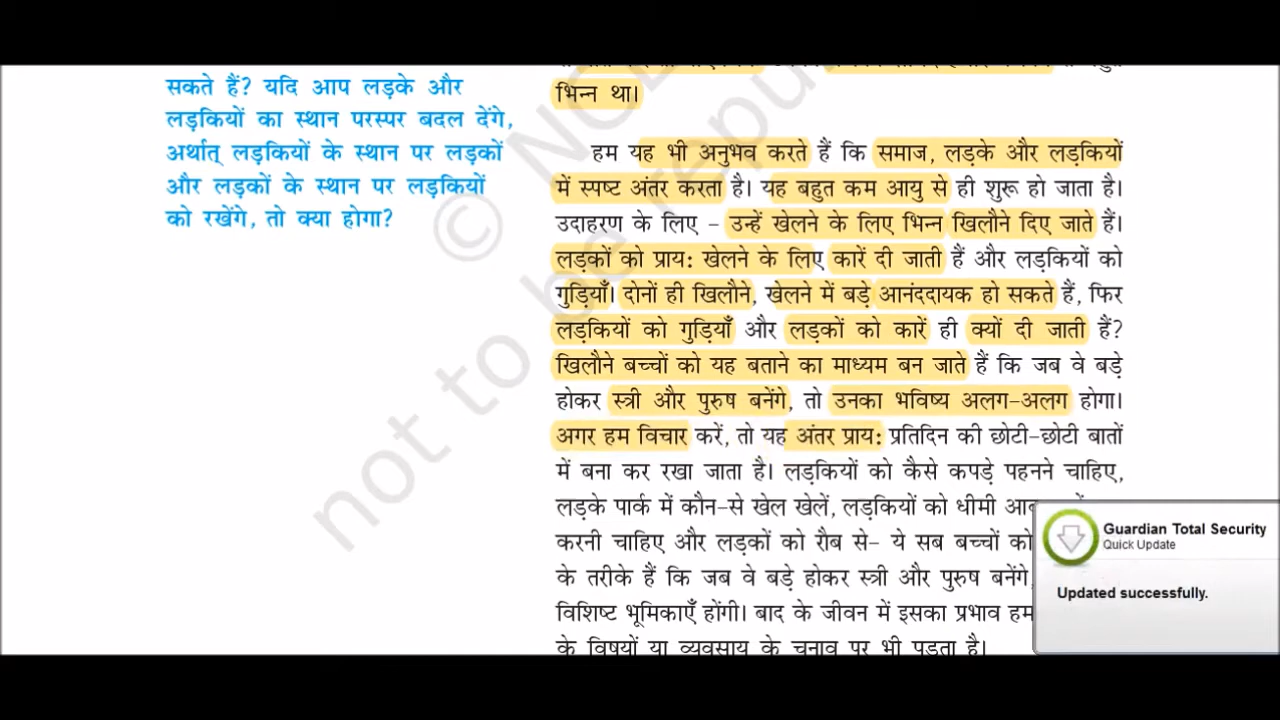 सकते हैं? यदि आप लड़के और
लड़कियों का स्थान परस्पर बदल देंगे,
अर्थात् लड़कियों के स्थान पर लड़कों
और लड़कों के स्थान पर लड़कियों
को रखेंगे, तो क्या होगा?
भिन्न था।
हम यह भी अनुभव करते हैं कि समाज, लड़के और लड़कियों
में स्पष्ट अंतर करता है। यह बहुत कम आयु से ही शुरू हो जाता है।
उदाहरण के लिए – उन्हें खेलने के लिए भिन्न खिलौने दिए जाते हैं।
लड़कों को प्राय: खेलने के लिए कारें दी जाती हैं और लड़कियों को
गुड़ियाँ। दोनों ही खिलौने, खेलने में बड़े आनंददायक हो सकते हैं, फिर
लड़कियों को गुड़ियाँ और लड़कों को कारें ही क्यों दी जाती हैं?
खिलौने बच्चों को यह बताने का माध्यम बन जाते हैं कि जब वे बड़े
होकर स्त्री और पुरुष बनेंगे, तो उनका भविष्य अलग-अलग होगा।
अगर हम विचार करें, तो यह अंतर प्राय: प्रतिदिन की छोटी-छोटी बातों
में बना कर रखा जाता है। लड़कियों को कैसे कपड़े पहनने चाहिए,
लड़के पार्क में कौन-से खेल खेलें, लड़कियों को धीमी
करनी चाहिए और लड़कों को रौब से– ये सब बच्चों को
के तरीके हैं कि जब वे बड़े होकर स्त्री और पुरुष बनेंगे,
विशिष्ट भूमिकाएँ होंगी। बाद के जीवन में इसका प्रभाव हम
के विषयों या व्यवसाय के चुनाव पर भी पड़ता है।
© 
not to be repu
Guardian Total Security
Quick Update
Updated successfully.